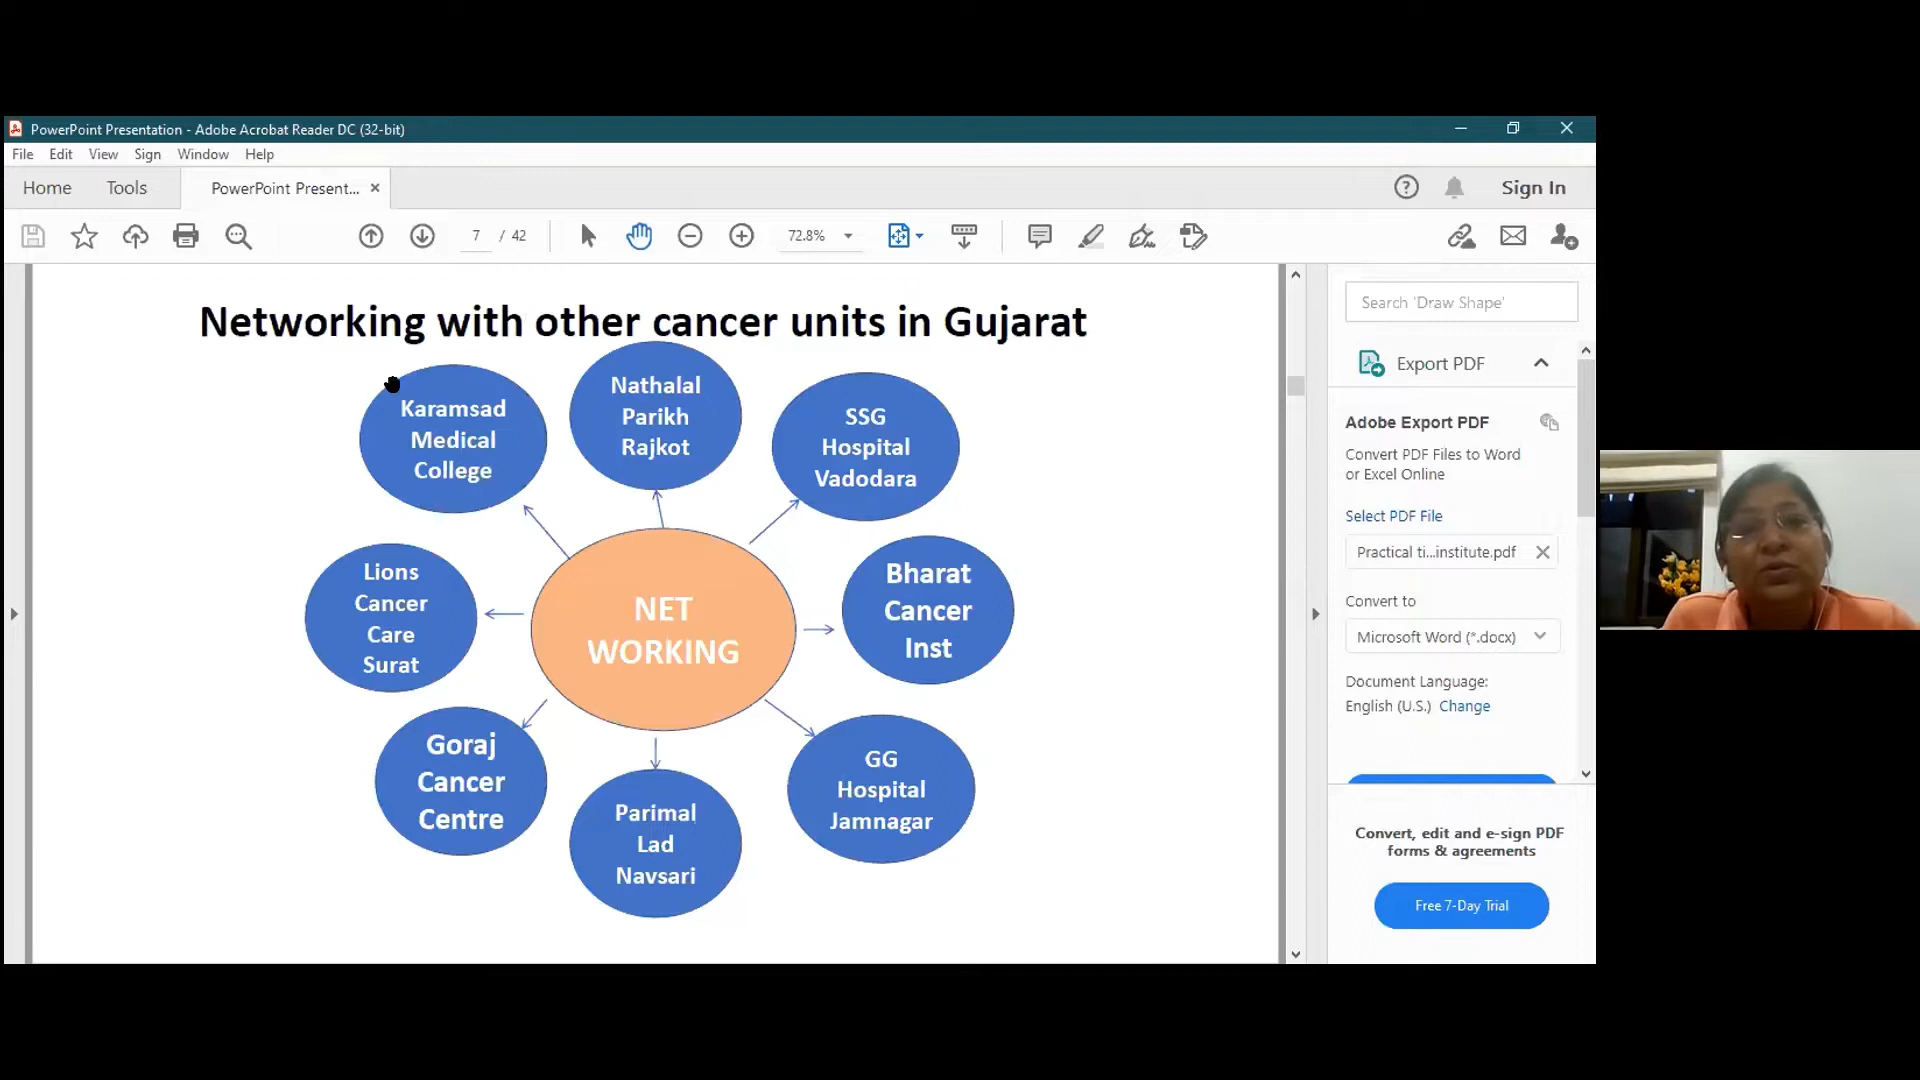 PowerPoint Presentation - Adobe Acrobat Reader DC (32-bit)
File Edit View Sign Window Help
Home Tools PowerPoint Present... Sign In
7 / 42 72.8%
Networking with other cancer units in Gujarat
Karamsad
Medical
College
Nathalal
Parikh
Rajkot
SSG
Hospital
Vadodara
Lions
Cancer
Care
Surat
NET
WORKING
Bharat
Cancer
Inst
Goraj
Cancer
Centre
Parimal
Lad
Navsari
GG
Hospital
Jamnagar
Search 'Draw Shape'
Export PDF
Adobe Export PDF
Convert PDF Files to Word
or Excel Online
Select PDF File
Practical ti...institute.pdf
Convert to
Microsoft Word (*.docx)
Document Language:
English (U.S.) Change
Convert, edit and e-sign PDF
forms & agreements
Free 7-Day Trial